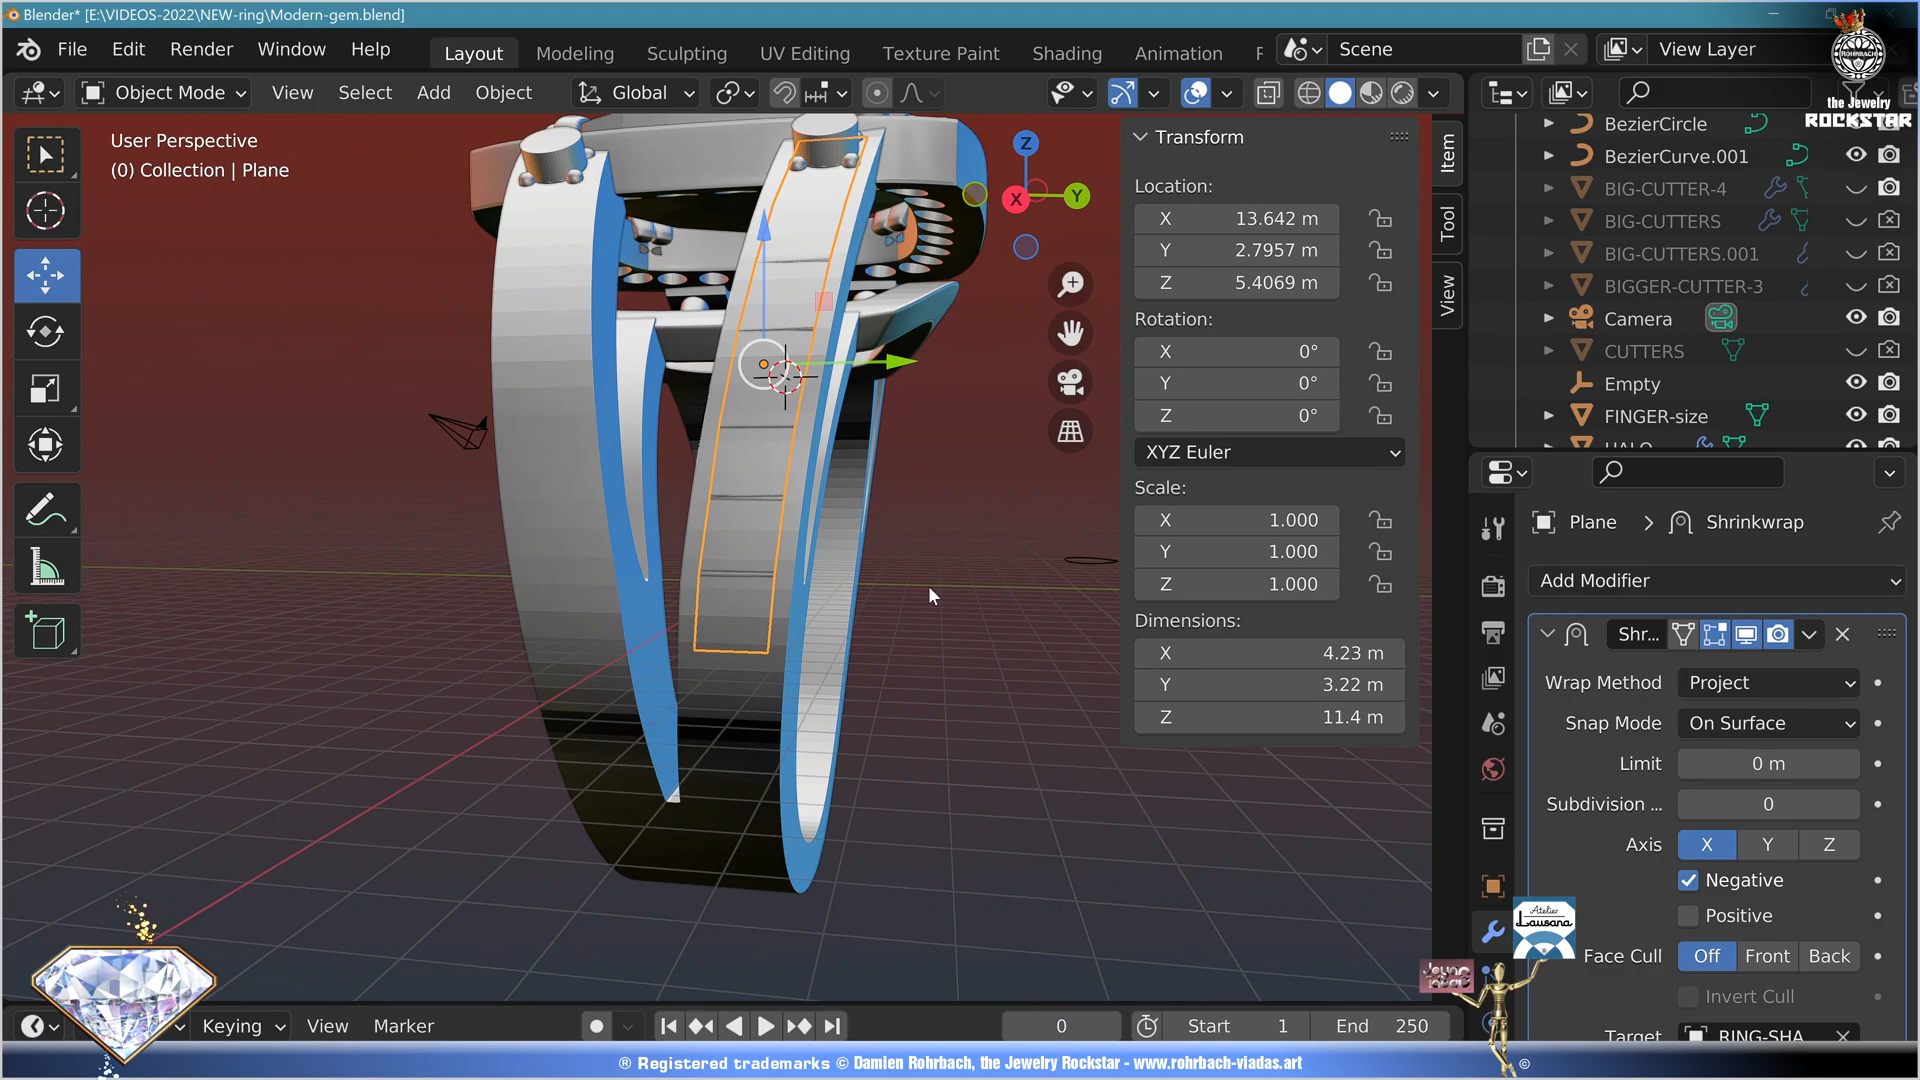 Blender* [E:\VIDEOS-2022\NEW-ring\Modern-gem.blend]
File Edit Render Window Help
Layout Modeling Sculpting UV Editing Texture Paint Shading Animation
Scene
View Layer
Object Mode View Select Add Object Global
ROHRBACH
the Jewelry
ROCKSTAR
User Perspective
(0) Collection | Plane
Z
X
Y
Transform
Location:
X 13.642 m
Y 2.7957 m
Z 5.4069 m
Rotation:
X 0°
Y 0°
Z 0°
XYZ Euler
Scale:
X 1.000
Y 1.000
Z 1.000
Dimensions:
X 4.23 m
Y 3.22 m
Z 11.4 m
Item
Tool
View
BezierCircle
BezierCurve.001
BIG-CUTTER-4
BIG-CUTTERS
BIG-CUTTERS.001
BIGGER-CUTTER-3
Camera
CUTTERS
Empty
FINGER-size
HALO
Plane > Shrinkwrap
Add Modifier
Shr...
Wrap Method Project
Snap Mode On Surface
Limit 0 m
Subdivision ... 0
Axis X Y Z
Negative
Positive
Face Cull Off Front Back
Invert Cull
Target RING-SHA
Atelier
Lausana
Keying View Marker
0
Start 1
End 250
® Registered trademarks © Damien Rohrbach, the Jewelry Rockstar - www.rohrbach-viadas.art
©